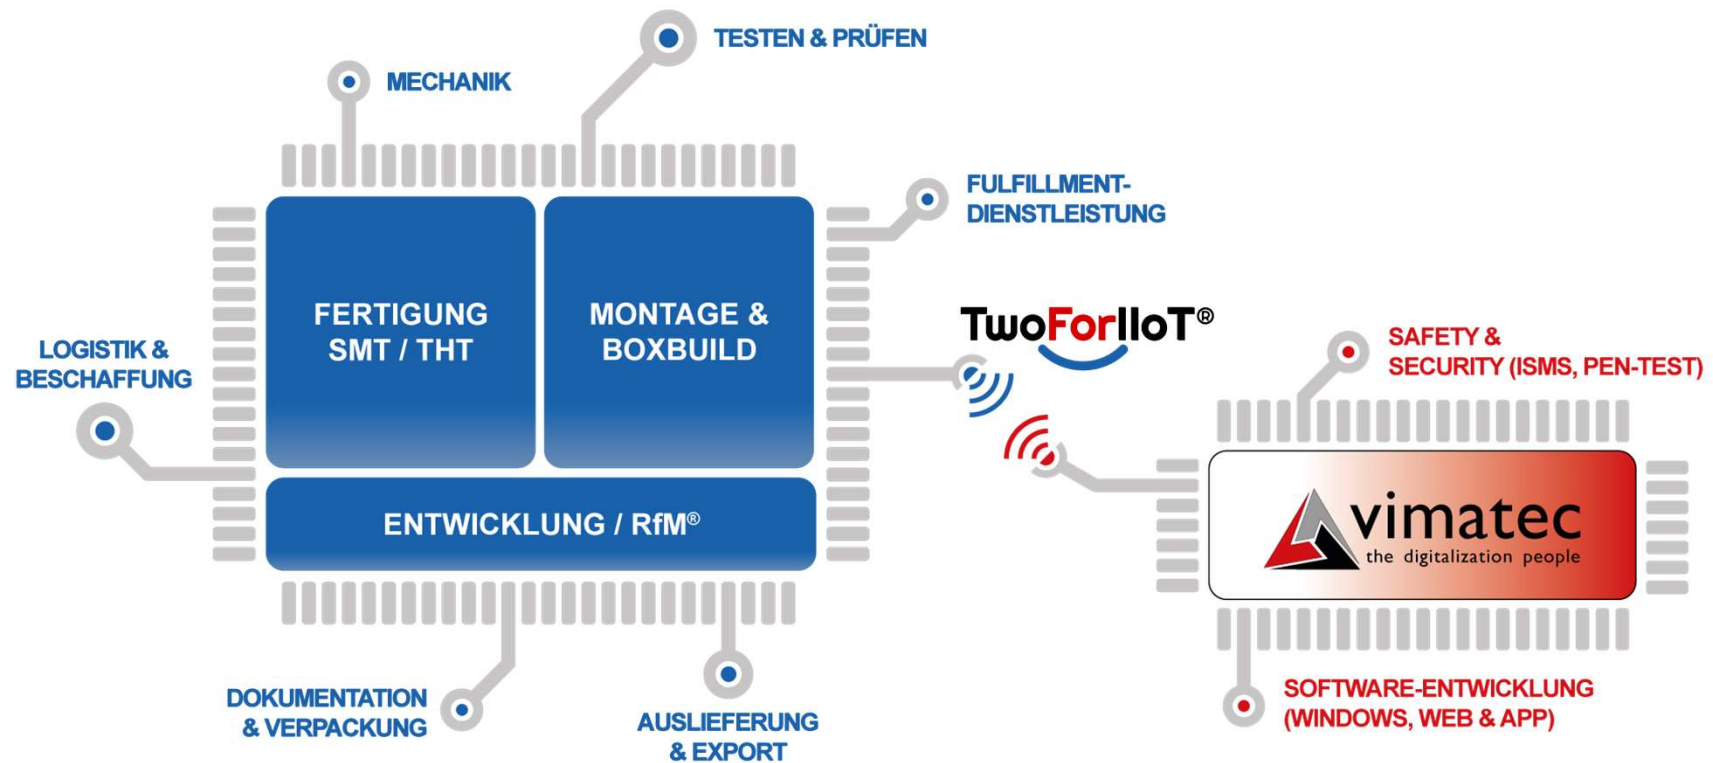 TESTEN & PRÜFEN
MECHANIK
FULFILLMENT-
DIENSTLEISTUNG
FERTIGUNG
SMT / THT
MONTAGE &
BOXBUILD
TwoForIIoT®
LOGISTIK &
BESCHAFFUNG
SAFETY &
SECURITY (ISMS, PEN-TEST)
ENTWICKLUNG / RfM®
vimatec
the digitalization people
DOKUMENTATION
& VERPACKUNG
AUSLIEFERUNG
& EXPORT
SOFTWARE-ENTWICKLUNG
(WINDOWS, WEB & APP)